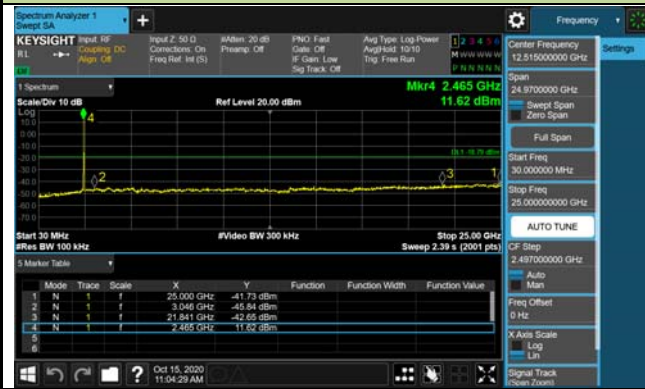 Spectrum Analyzer 1
Swept SA
Frequency
KEYSIGHT
RL
Input: RF
Coupling: DC
Align: Off
Input Z: 50 Ω
Corrections: On
Freq Ref: Int (S)
#Atten: 20 dB
Preamp: Off
PNO: Fast
Gate: Off
IF Gain: Low
Sig Track: Off
Avg Type: Log-Power
Avg|Hold: 10/10
Trig: Free Run
1 2 3 4 5 6
M W W W W W
P N N N N N
1 Spectrum
Scale/Div 10 dB
Ref Level 20.00 dBm
Mkr4 2.465 GHz
11.62 dBm
Log
10.0
0.00
-10.0
-20.0
-30.0
-40.0
-50.0
-60.0
-70.0
4
2
3
1
DL1 -18.79 dBm
Start 30 MHz
#Video BW 300 kHz
Stop 25.00 GHz
#Res BW 100 kHz
Sweep 2.39 s (2001 pts)
5 Marker Table
Mode Trace Scale X Y Function Function Width Function Value
1 N 1 f 25.000 GHz -41.73 dBm
2 N 1 f 3.046 GHz -45.84 dBm
3 N 1 f 21.841 GHz -42.65 dBm
4 N 1 f 2.465 GHz 11.62 dBm
5
6
Oct 15, 2020
11:04:29 AM
Center Frequency
12.515000000 GHz
Settings
Span
24.9700000 GHz
Swept Span
Zero Span
Full Span
Start Freq
30.000000 MHz
Stop Freq
25.000000000 GHz
AUTO TUNE
CF Step
2.497000000 GHz
Auto
Man
Freq Offset
0 Hz
X Axis Scale
Log
Lin
Signal Track
(Span Zoom)